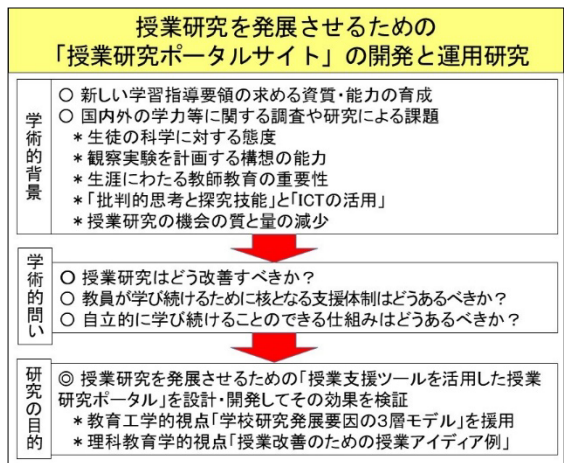 授業研究を発展させるための
「授業研究ポータルサイト」の開発と運用研究
学術的背景
○ 新しい学習指導要領の求める資質・能力の育成
○ 国内外の学力等に関する調査や研究による課題
＊生徒の科学に対する態度
＊観察実験を計画する構想の能力
＊生涯にわたる教師教育の重要性
＊「批判的思考と探究技能」と「ICTの活用」
＊授業研究の機会の質と量の減少
学術的問い
○ 授業研究はどう改善すべきか？
○ 教員が学び続けるために核となる支援体制はどうあるべきか？
○ 自立的に学び続けることのできる仕組みはどうあるべきか？
研究の目的
◎ 授業研究を発展させるための「授業支援ツールを活用した授業
研究ポータル」を設計・開発してその効果を検証
＊教育工学的視点「学校研究発展要因の３層モデル」を援用
＊理科教育学的視点「授業改善のための授業アイディア例」